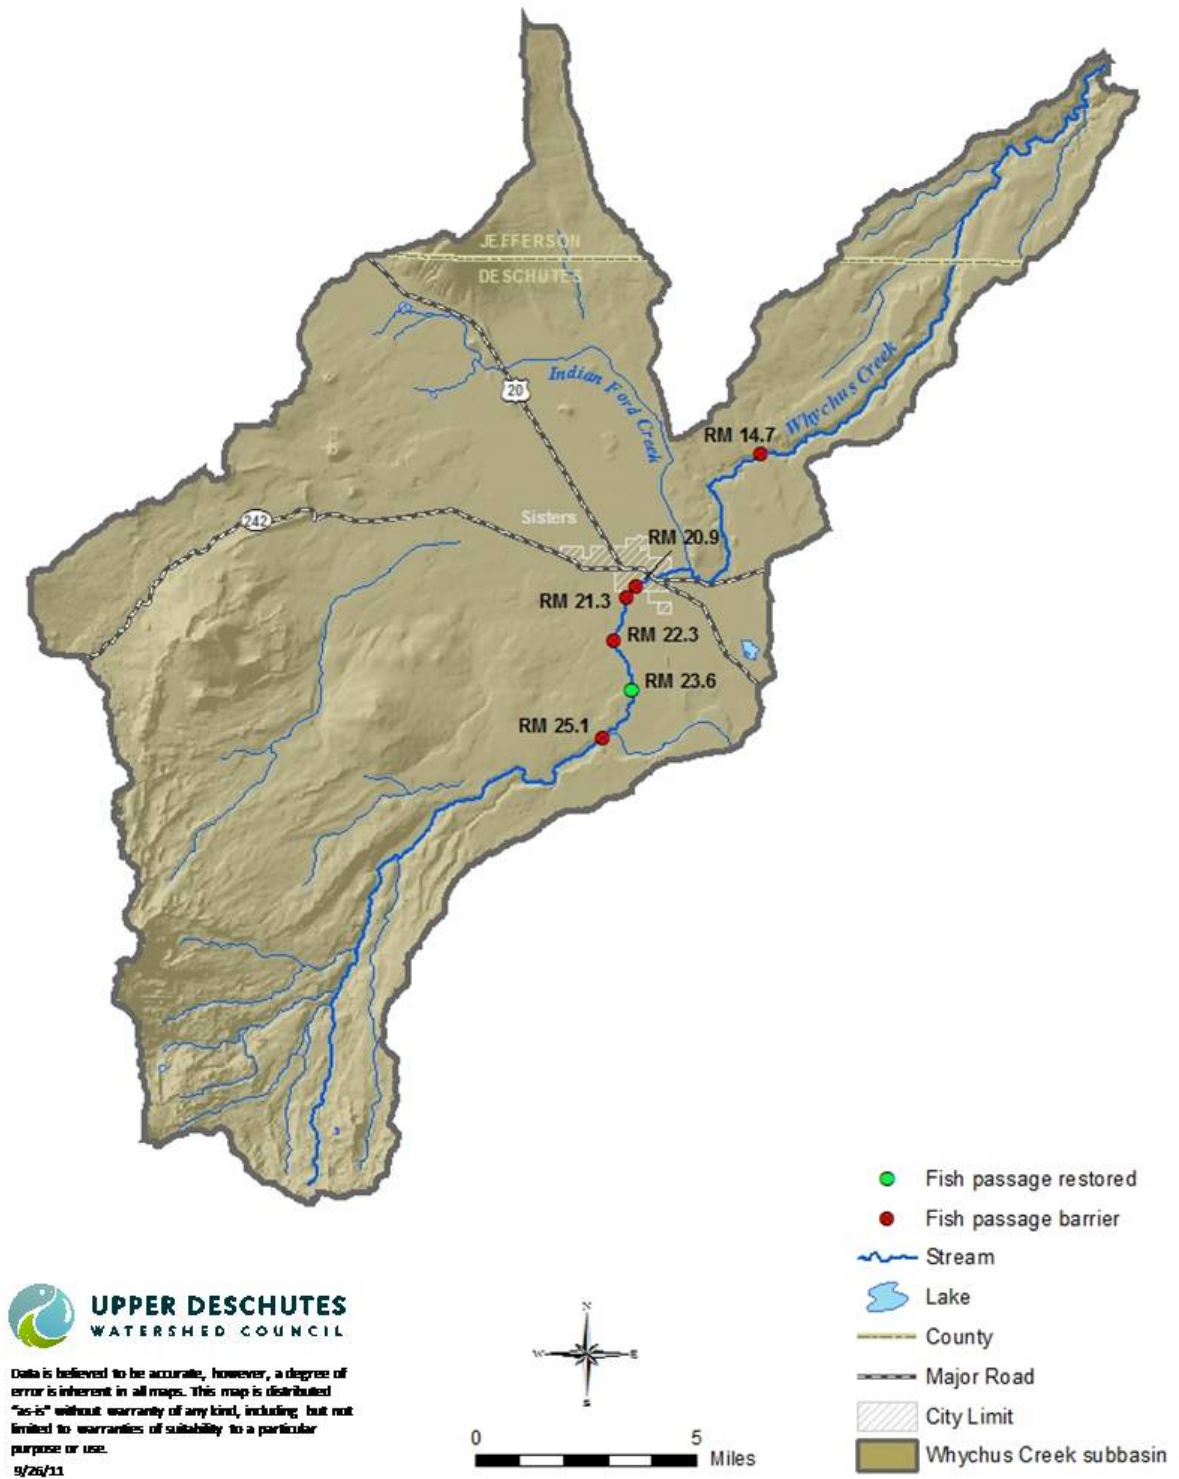 JEFFERSON
DESCHUTES
20
Indian Ford Creek
Whychus Creek
RM 14.7
242
Sisters
RM 20.9
RM 21.3
RM 22.3
RM 23.6
RM 25.1
Fish passage restored
Fish passage barrier
Stream
Lake
County
Major Road
City Limit
Whychus Creek subbasin
UPPER DESCHUTES
WATERSHED COUNCIL
Data is believed to be accurate, however, a degree of
error is inherent in all maps. This map is distributed
"as-is" without warranty of any kind, including but not
limited to warranties of suitability to a particular
purpose or use.
9/26/11
N
W
E
S
0
5
Miles